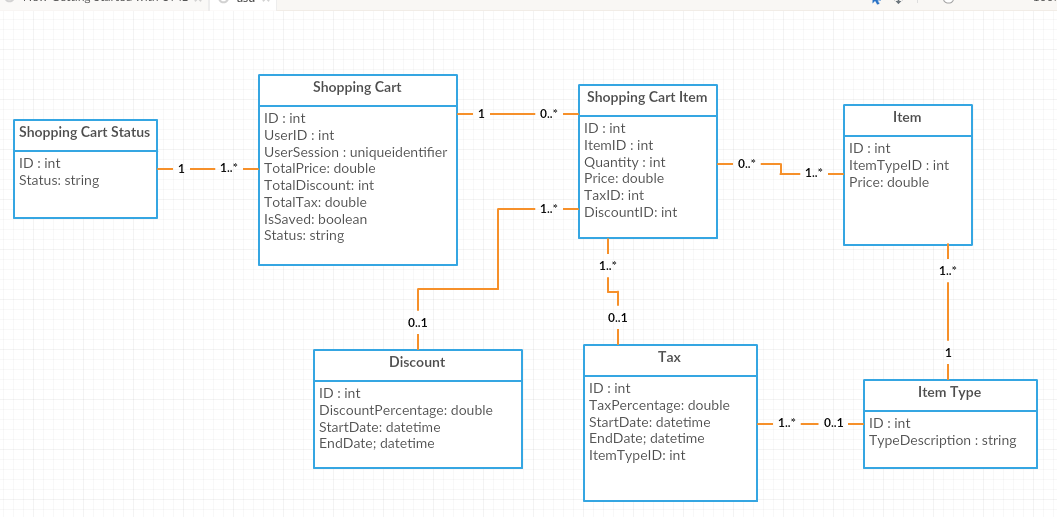 Shopping Cart Status
ID : int
Status: string
1
1..*
Shopping Cart
ID : int
UserID : int
UserSession : uniqueidentifier
TotalPrice: double
TotalDiscount: int
TotalTax: double
IsSaved: boolean
Status: string
1
0..*
Shopping Cart Item
ID : int
ItemID : int
Quantity : int
Price: double
TaxID: int
DiscountID: int
0..*
1..*
Item
ID : int
ItemTypeID : int
Price: double
1..*
0..1
1..*
0..1
1..*
1
Discount
ID : int
DiscountPercentage: double
StartDate: datetime
EndDate; datetime
Tax
ID : int
TaxPercentage: double
StartDate: datetime
EndDate; datetime
ItemTypeID: int
1..*
0..1
Item Type
ID : int
TypeDescription : string